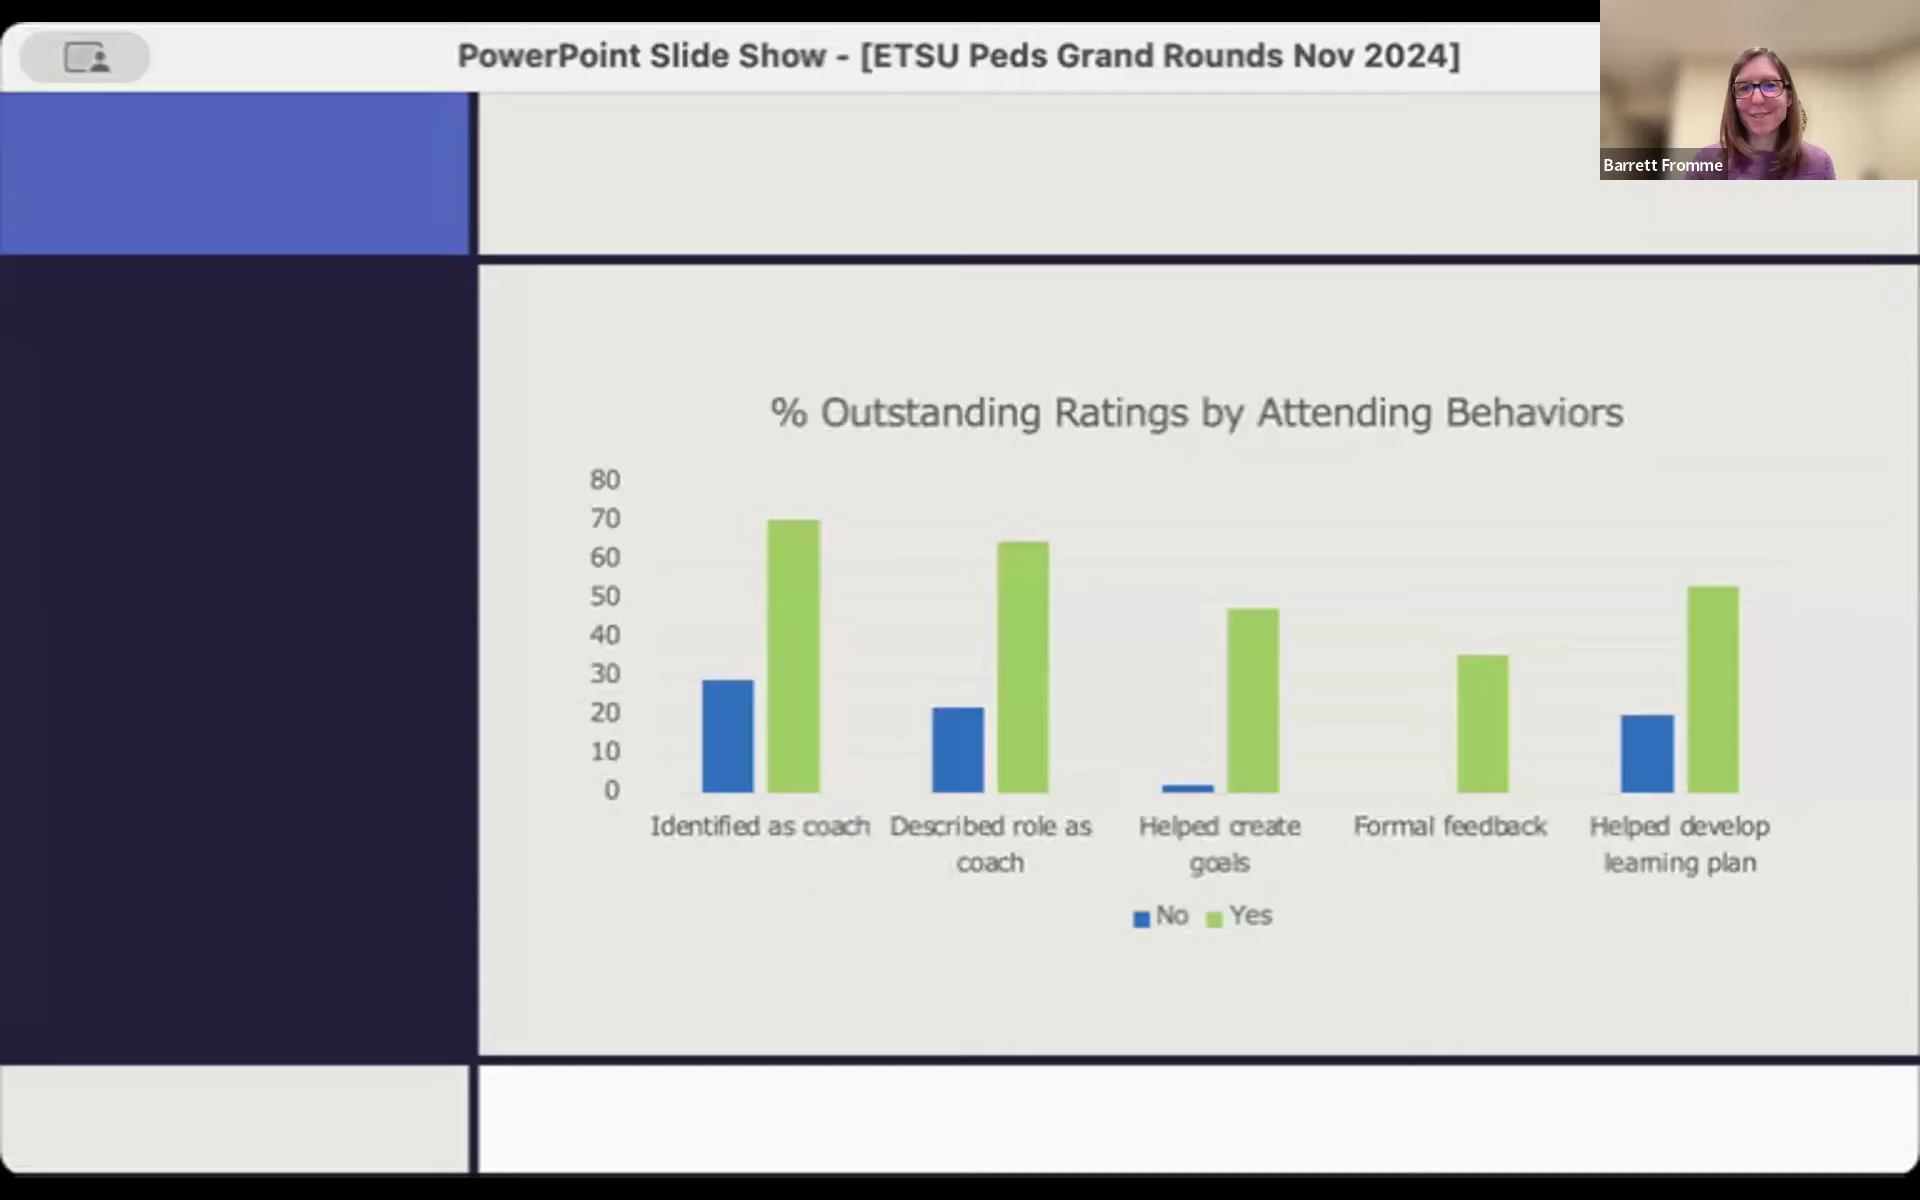 PowerPoint Slide Show - [ETSU Peds Grand Rounds Nov 2024]
Barrett Fromme
% Outstanding Ratings by Attending Behaviors
80
70
60
50
40
30
20
10
0
Identified as coach
Described role as
coach
Helped create
goals
Formal feedback
Helped develop
learning plan
No
Yes